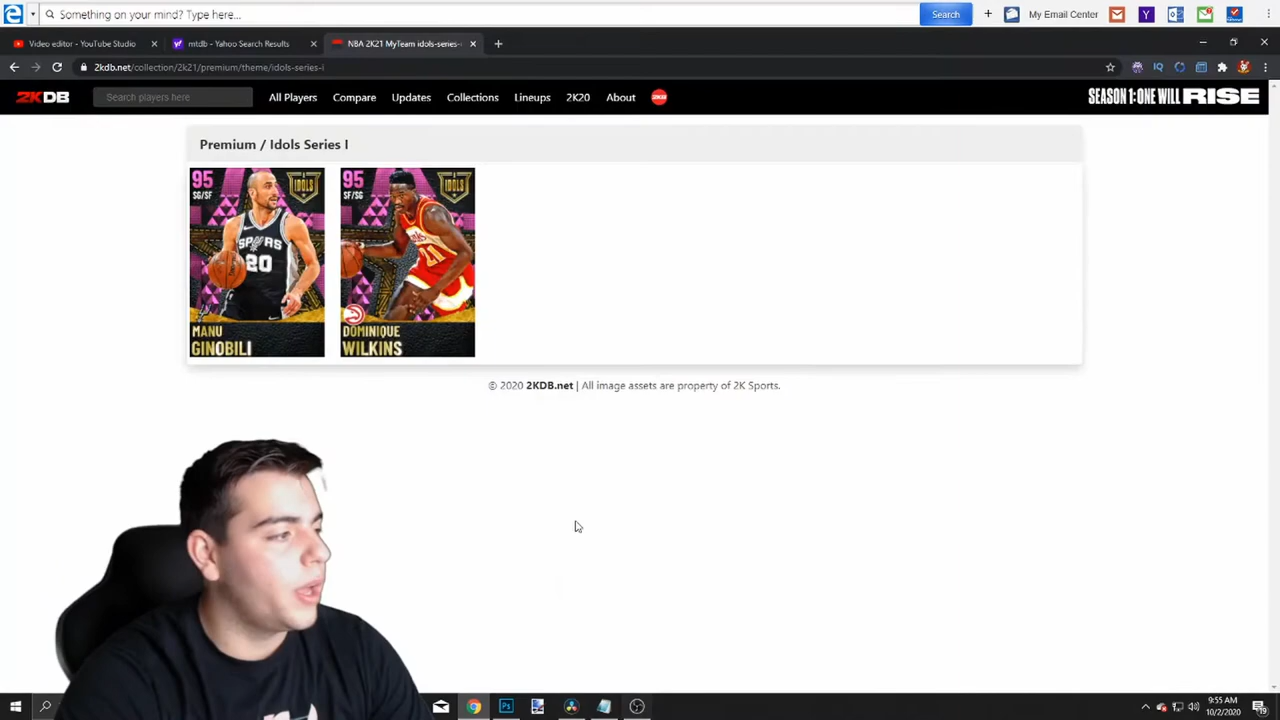 Something on your mind? Type here...
Search
My Email Center
Video editor - YouTube Studio
mtdb - Yahoo Search Results
NBA 2K21 MyTeam idols-series-
2kdb.net/collection/2k21/premium/theme/idols-series-i
2KDB
Search players here
All Players
Compare
Updates
Collections
Lineups
2K20
About
SEASON 1: ONE WILL RISE
Premium / Idols Series I
95
SG/SF
IDOLS
SPURS
20
MANU
GINOBILI
95
SF/SG
IDOLS
21
DOMINIQUE
WILKINS
© 2020 2KDB.net | All image assets are property of 2K Sports.
9:55 AM
10/2/2020
19